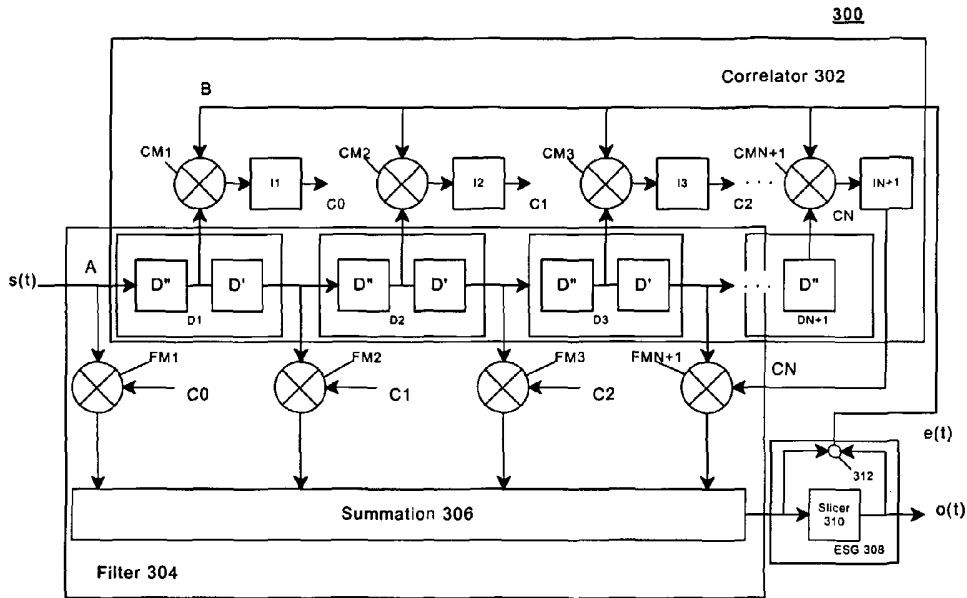 300
Correlator 302
B
CM1
I1
C0
CM2
I2
C1
CM3
I3
C2
. . .
CMN+1
CN
IN+1
s(t)
A
D"
D'
D1
D"
D'
D2
D"
D'
D3
. . .
D"
DN+1
FM1
C0
FM2
C1
FM3
C2
FMN+1
CN
e(t)
312
Summation 306
Slicer
310
o(t)
ESG 308
Filter 304